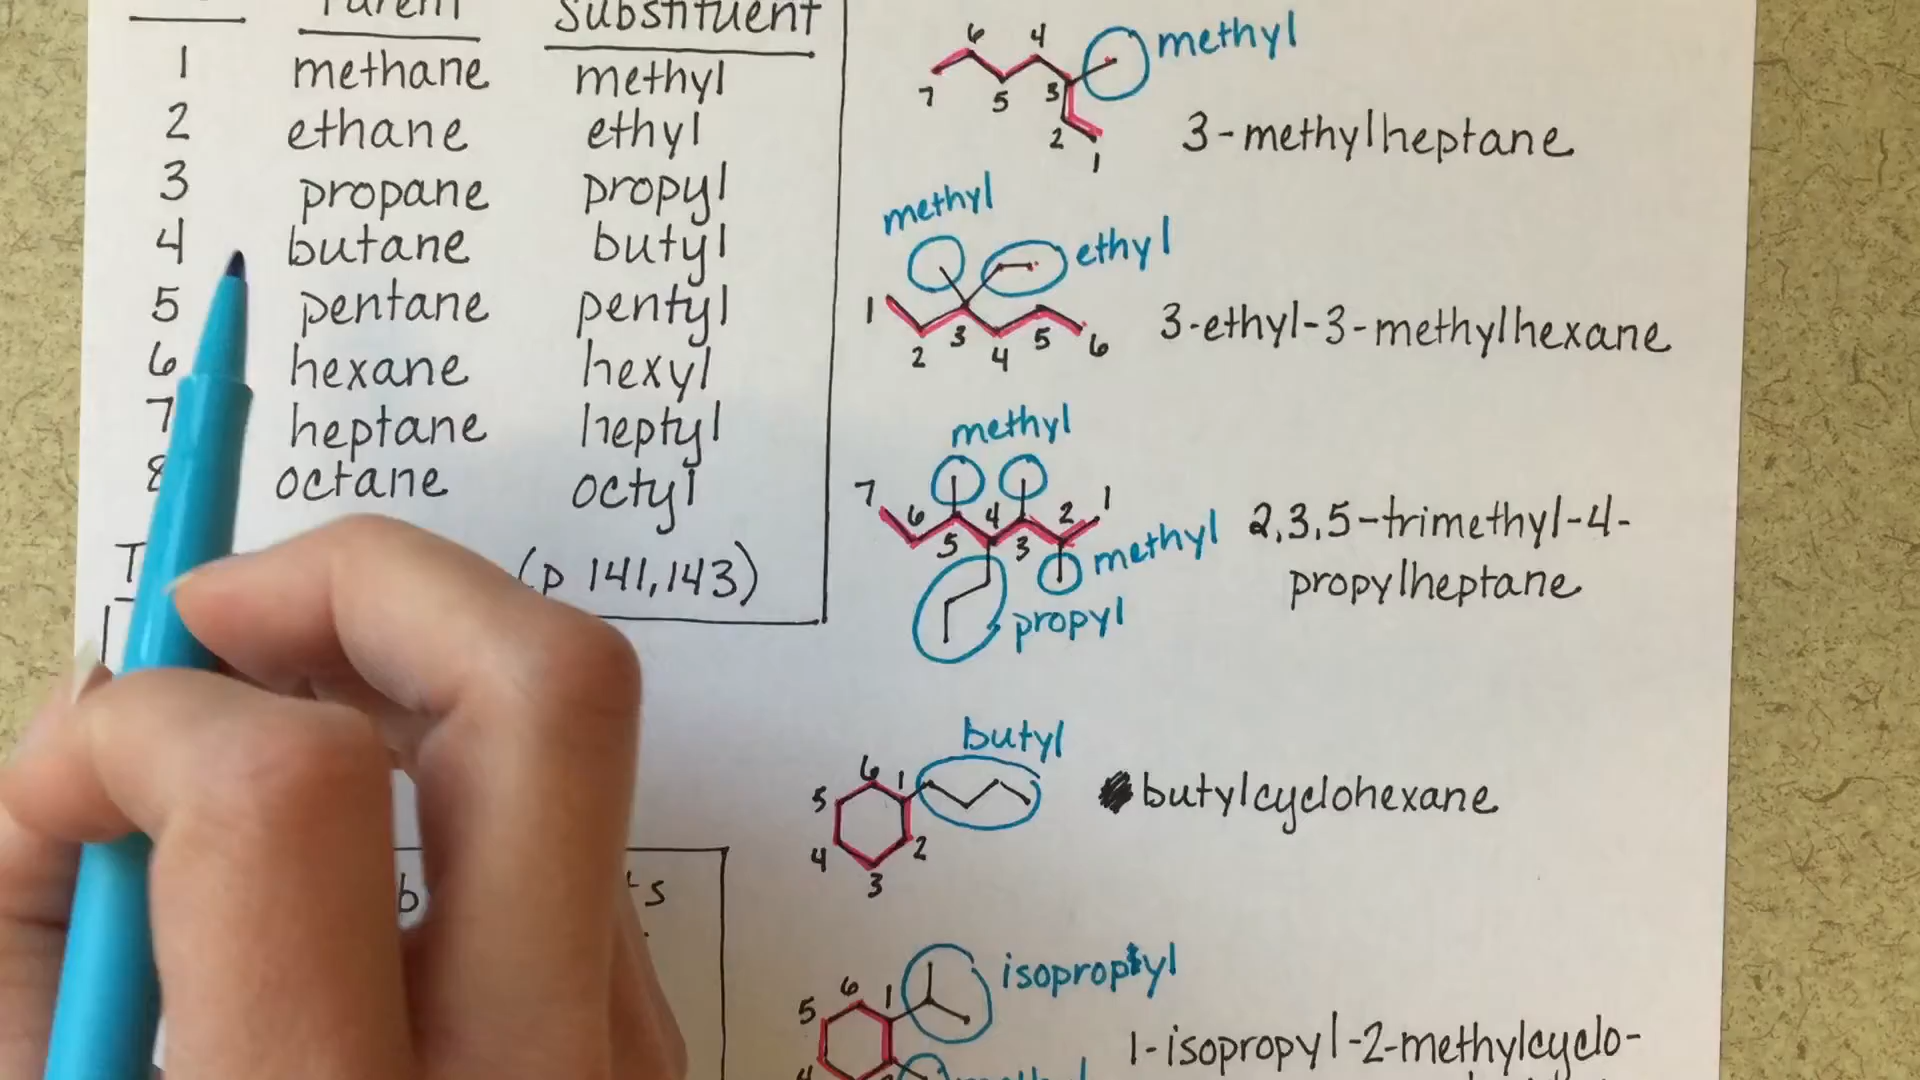 Parent Substituent
1 methane methyl
2 ethane ethyl
3 propane propyl
4 butane butyl
5 pentane pentyl
6 hexane hexyl
7 heptane heptyl
8 octane octyl
(p 141,143)
6 4 methyl
7 5 3
2
1
3-methylheptane
methyl
ethyl
1
2 3 4 5 6
3-ethyl-3-methylhexane
methyl
7 6 5 4 3 2 1
methyl
propyl
2,3,5-trimethyl-4-
propylheptane
butyl
6 1
5
4 2
3
butylcyclohexane
isopropyl
6 1
5
4
methyl
1-isopropyl-2-methylcyclo-